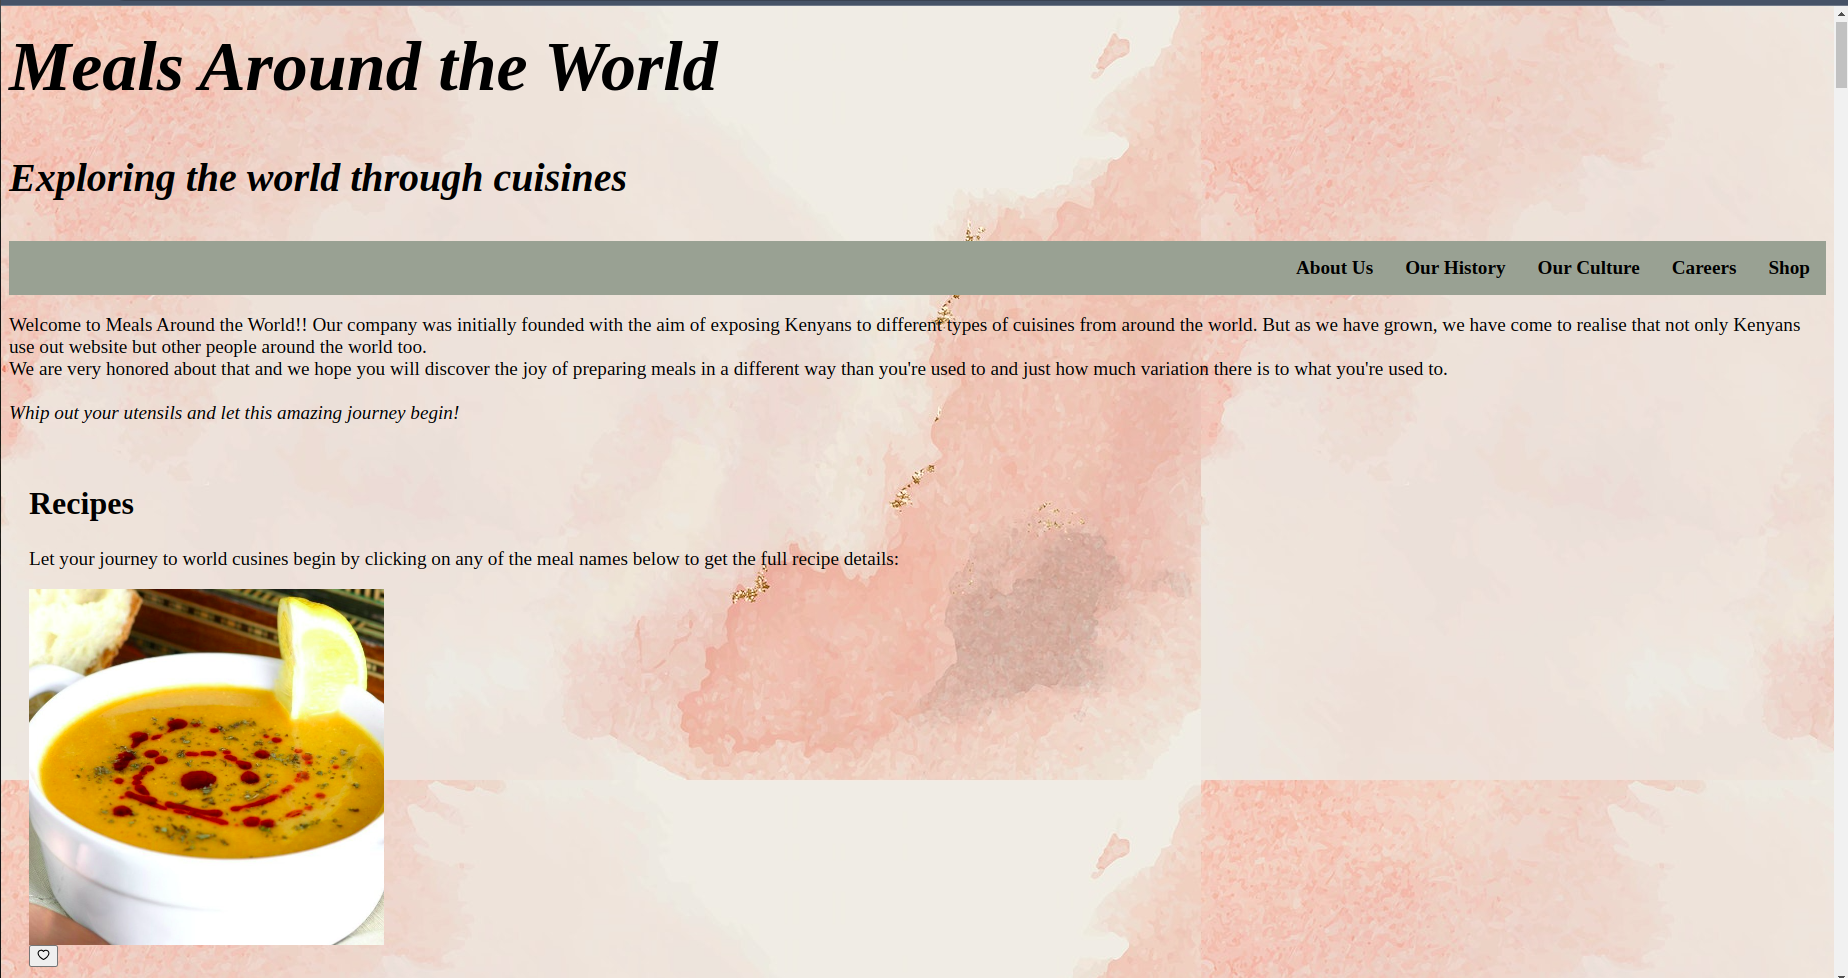 Meals Around the World
Exploring the world through cuisines
About Us Our History Our Culture Careers Shop
Welcome to Meals Around the World!! Our company was initially founded with the aim of exposing Kenyans to different types of cuisines from around the world. But as we have grown, we have come to realise that not only Kenyans
use out website but other people around the world too.
We are very honored about that and we hope you will discover the joy of preparing meals in a different way than you're used to and just how much variation there is to what you're used to.
Whip out your utensils and let this amazing journey begin!
Recipes
Let your journey to world cusines begin by clicking on any of the meal names below to get the full recipe details: